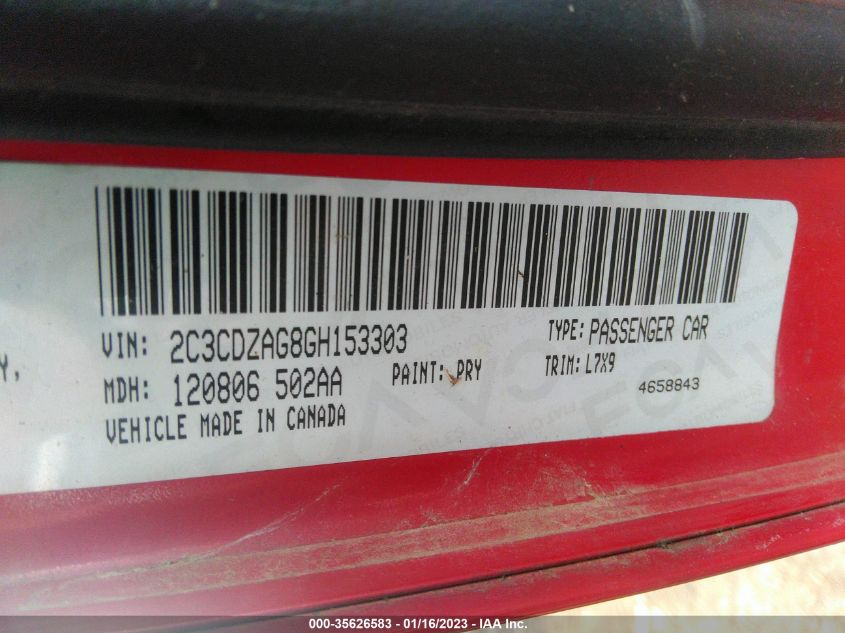 VIN: 2C3CDZAG8GH153303 TYPE: PASSENGER CAR
Y,
MDH: 120806 502AA PAINT: PRY TRIM: L7X9
4658843
VEHICLE MADE IN CANADA
000-35626583 - 01/16/2023 - IAA Inc.